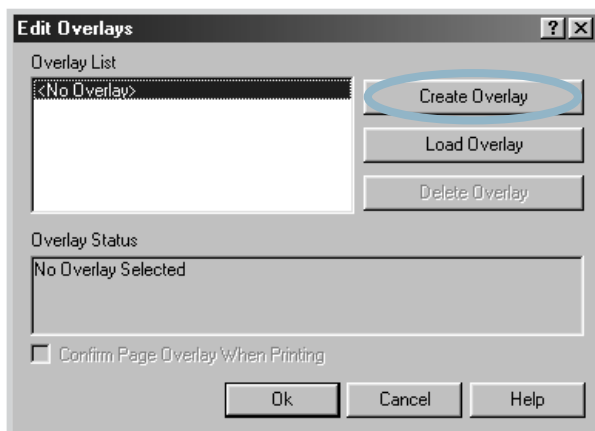 Edit Overlays
Overlay List
<No Overlay>
Create Overlay
Load Overlay
Delete Overlay
Overlay Status
No Overlay Selected
Confirm Page Overlay When Printing
Ok Cancel Help